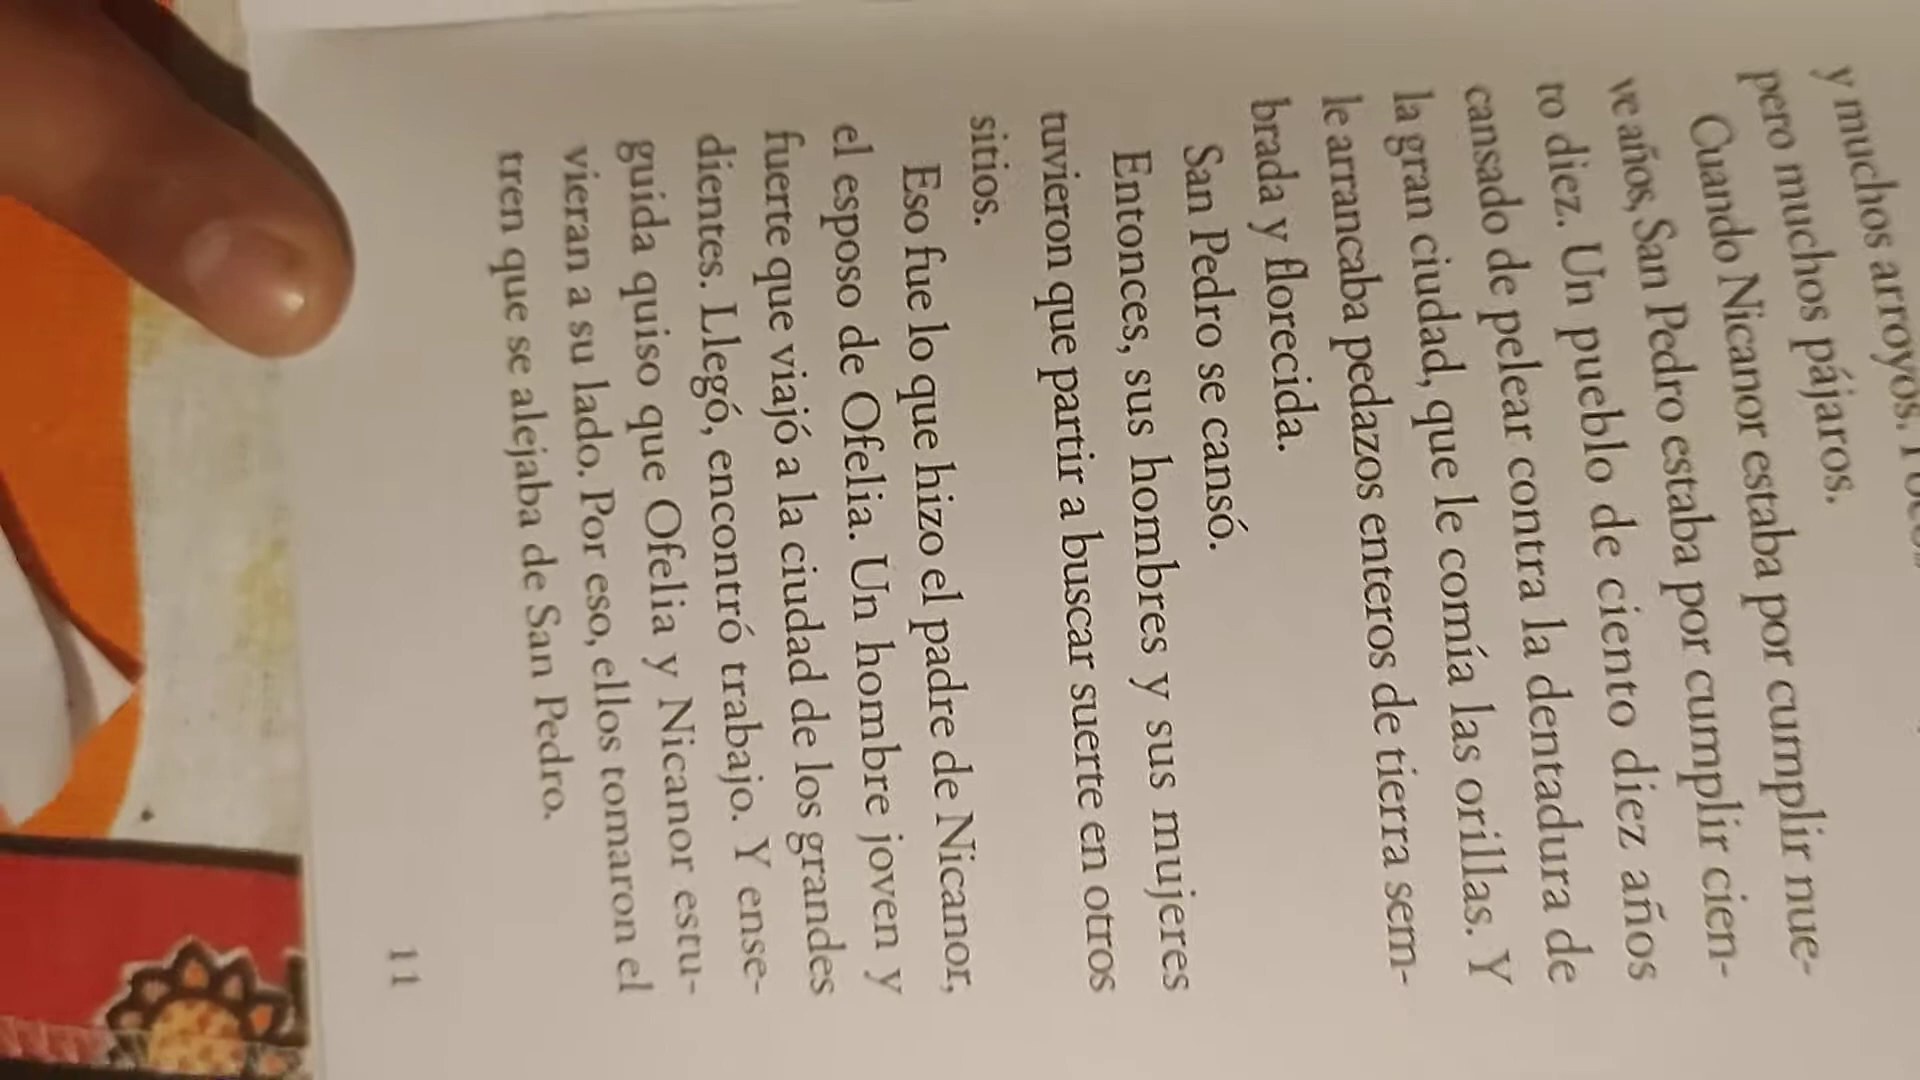 y muchos arroyos.
pero muchos pájaros.
Cuando Nicanor estaba por cumplir nue-
ve años, San Pedro estaba por cumplir cien-
to diez. Un pueblo de ciento diez años
cansado de pelear contra la dentadura de
la gran ciudad, que le comía las orillas. Y
le arrancaba pedazos enteros de tierra sem-
brada y florecida.
San Pedro se cansó.
Entonces, sus hombres y sus mujeres
tuvieron que partir a buscar suerte en otros
sitios.
Eso fue lo que hizo el padre de Nicanor,
el esposo de Ofelia. Un hombre joven y
fuerte que viajó a la ciudad de los grandes
dientes. Llegó, encontró trabajo. Y ense-
guida quiso que Ofelia y Nicanor estu-
vieran a su lado. Por eso, ellos tomaron el
tren que se alejaba de San Pedro.
11